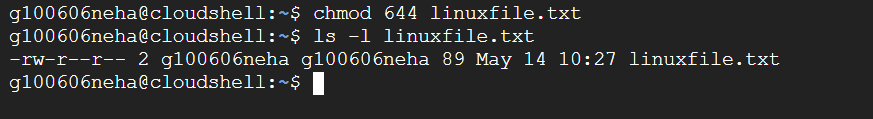 g100606neha@cloudshell:~$ chmod 644 linuxfile.txt
g100606neha@cloudshell:~$ ls -l linuxfile.txt
-rw-r--r-- 2 g100606neha g100606neha 89 May 14 10:27 linuxfile.txt
g100606neha@cloudshell:~$